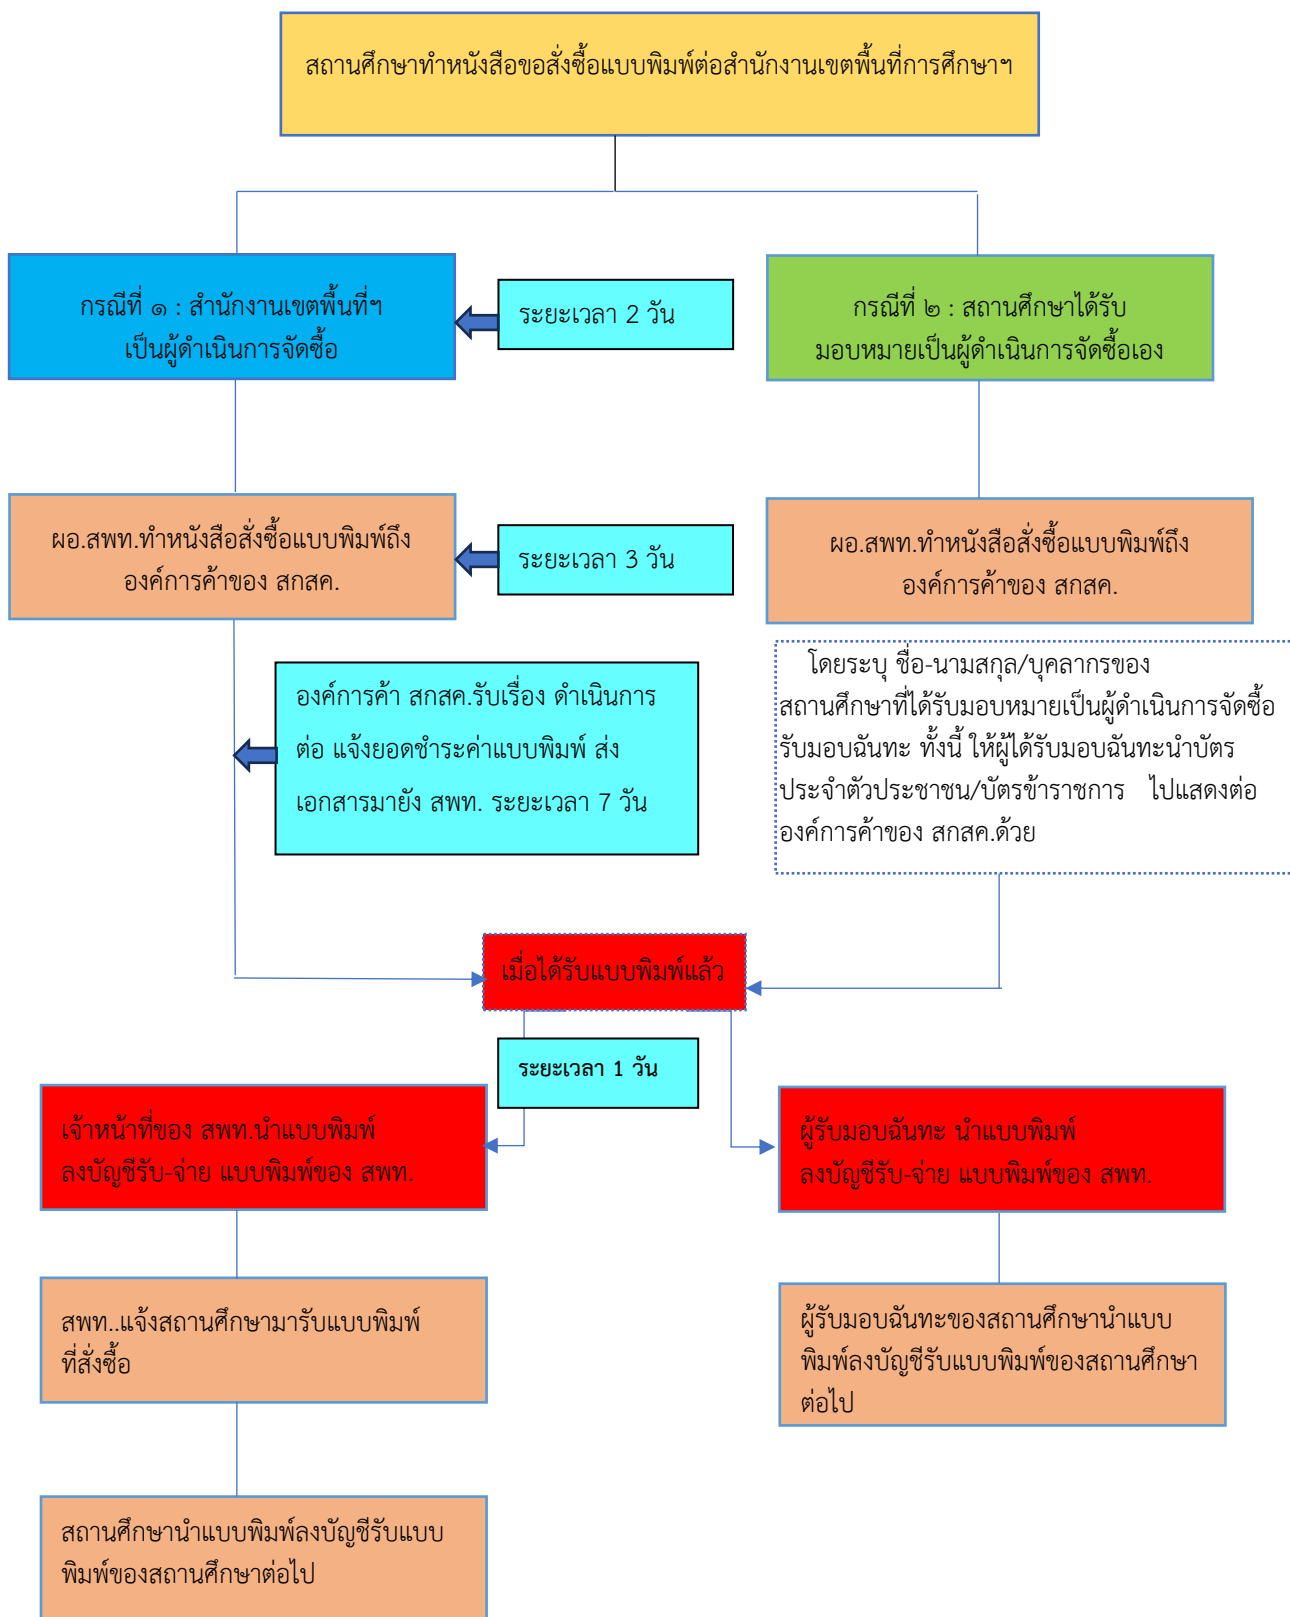 สถานศึกษาทำหนังสือขอสั่งซื้อแบบพิมพ์ต่อสำนักงานเขตพื้นที่การศึกษาฯ
กรณีที่ ๑ : สำนักงานเขตพื้นที่ฯ
เป็นผู้ดำเนินการจัดซื้อ
ระยะเวลา 2 วัน
กรณีที่ ๒ : สถานศึกษาได้รับ
มอบหมายเป็นผู้ดำเนินการจัดซื้อเอง
ผอ.สพท.ทำหนังสือสั่งซื้อแบบพิมพ์ถึง
องค์การค้าของ สกสค.
ระยะเวลา 3 วัน
ผอ.สพท.ทำหนังสือสั่งซื้อแบบพิมพ์ถึง
องค์การค้าของ สกสค.
องค์การค้า สกสค.รับเรื่อง ดำเนินการ
ต่อ แจ้งยอดชำระค่าแบบพิมพ์ ส่ง
เอกสารมายัง สพท. ระยะเวลา 7 วัน
โดยระบุ ชื่อ-นามสกุล/บุคลากรของ
สถานศึกษาที่ได้รับมอบหมายเป็นผู้ดำเนินการจัดซื้อ
รับมอบฉันทะ ทั้งนี้ ให้ผู้ได้รับมอบฉันทะนำบัตร
ประจำตัวประชาชน/บัตรข้าราชการ ไปแสดงต่อ
องค์การค้าของ สกสค.ด้วย
เมื่อได้รับแบบพิมพ์แล้ว
ระยะเวลา 1 วัน
เจ้าหน้าที่ของ สพท.นำแบบพิมพ์
ลงบัญชีรับ-จ่าย แบบพิมพ์ของ สพท.
ผู้รับมอบฉันทะ นำแบบพิมพ์
ลงบัญชีรับ-จ่าย แบบพิมพ์ของ สพท.
สพท..แจ้งสถานศึกษามารับแบบพิมพ์
ที่สั่งซื้อ
ผู้รับมอบฉันทะของสถานศึกษานำแบบ
พิมพ์ลงบัญชีรับแบบพิมพ์ของสถานศึกษา
ต่อไป
สถานศึกษานำแบบพิมพ์ลงบัญชีรับแบบ
พิมพ์ของสถานศึกษาต่อไป